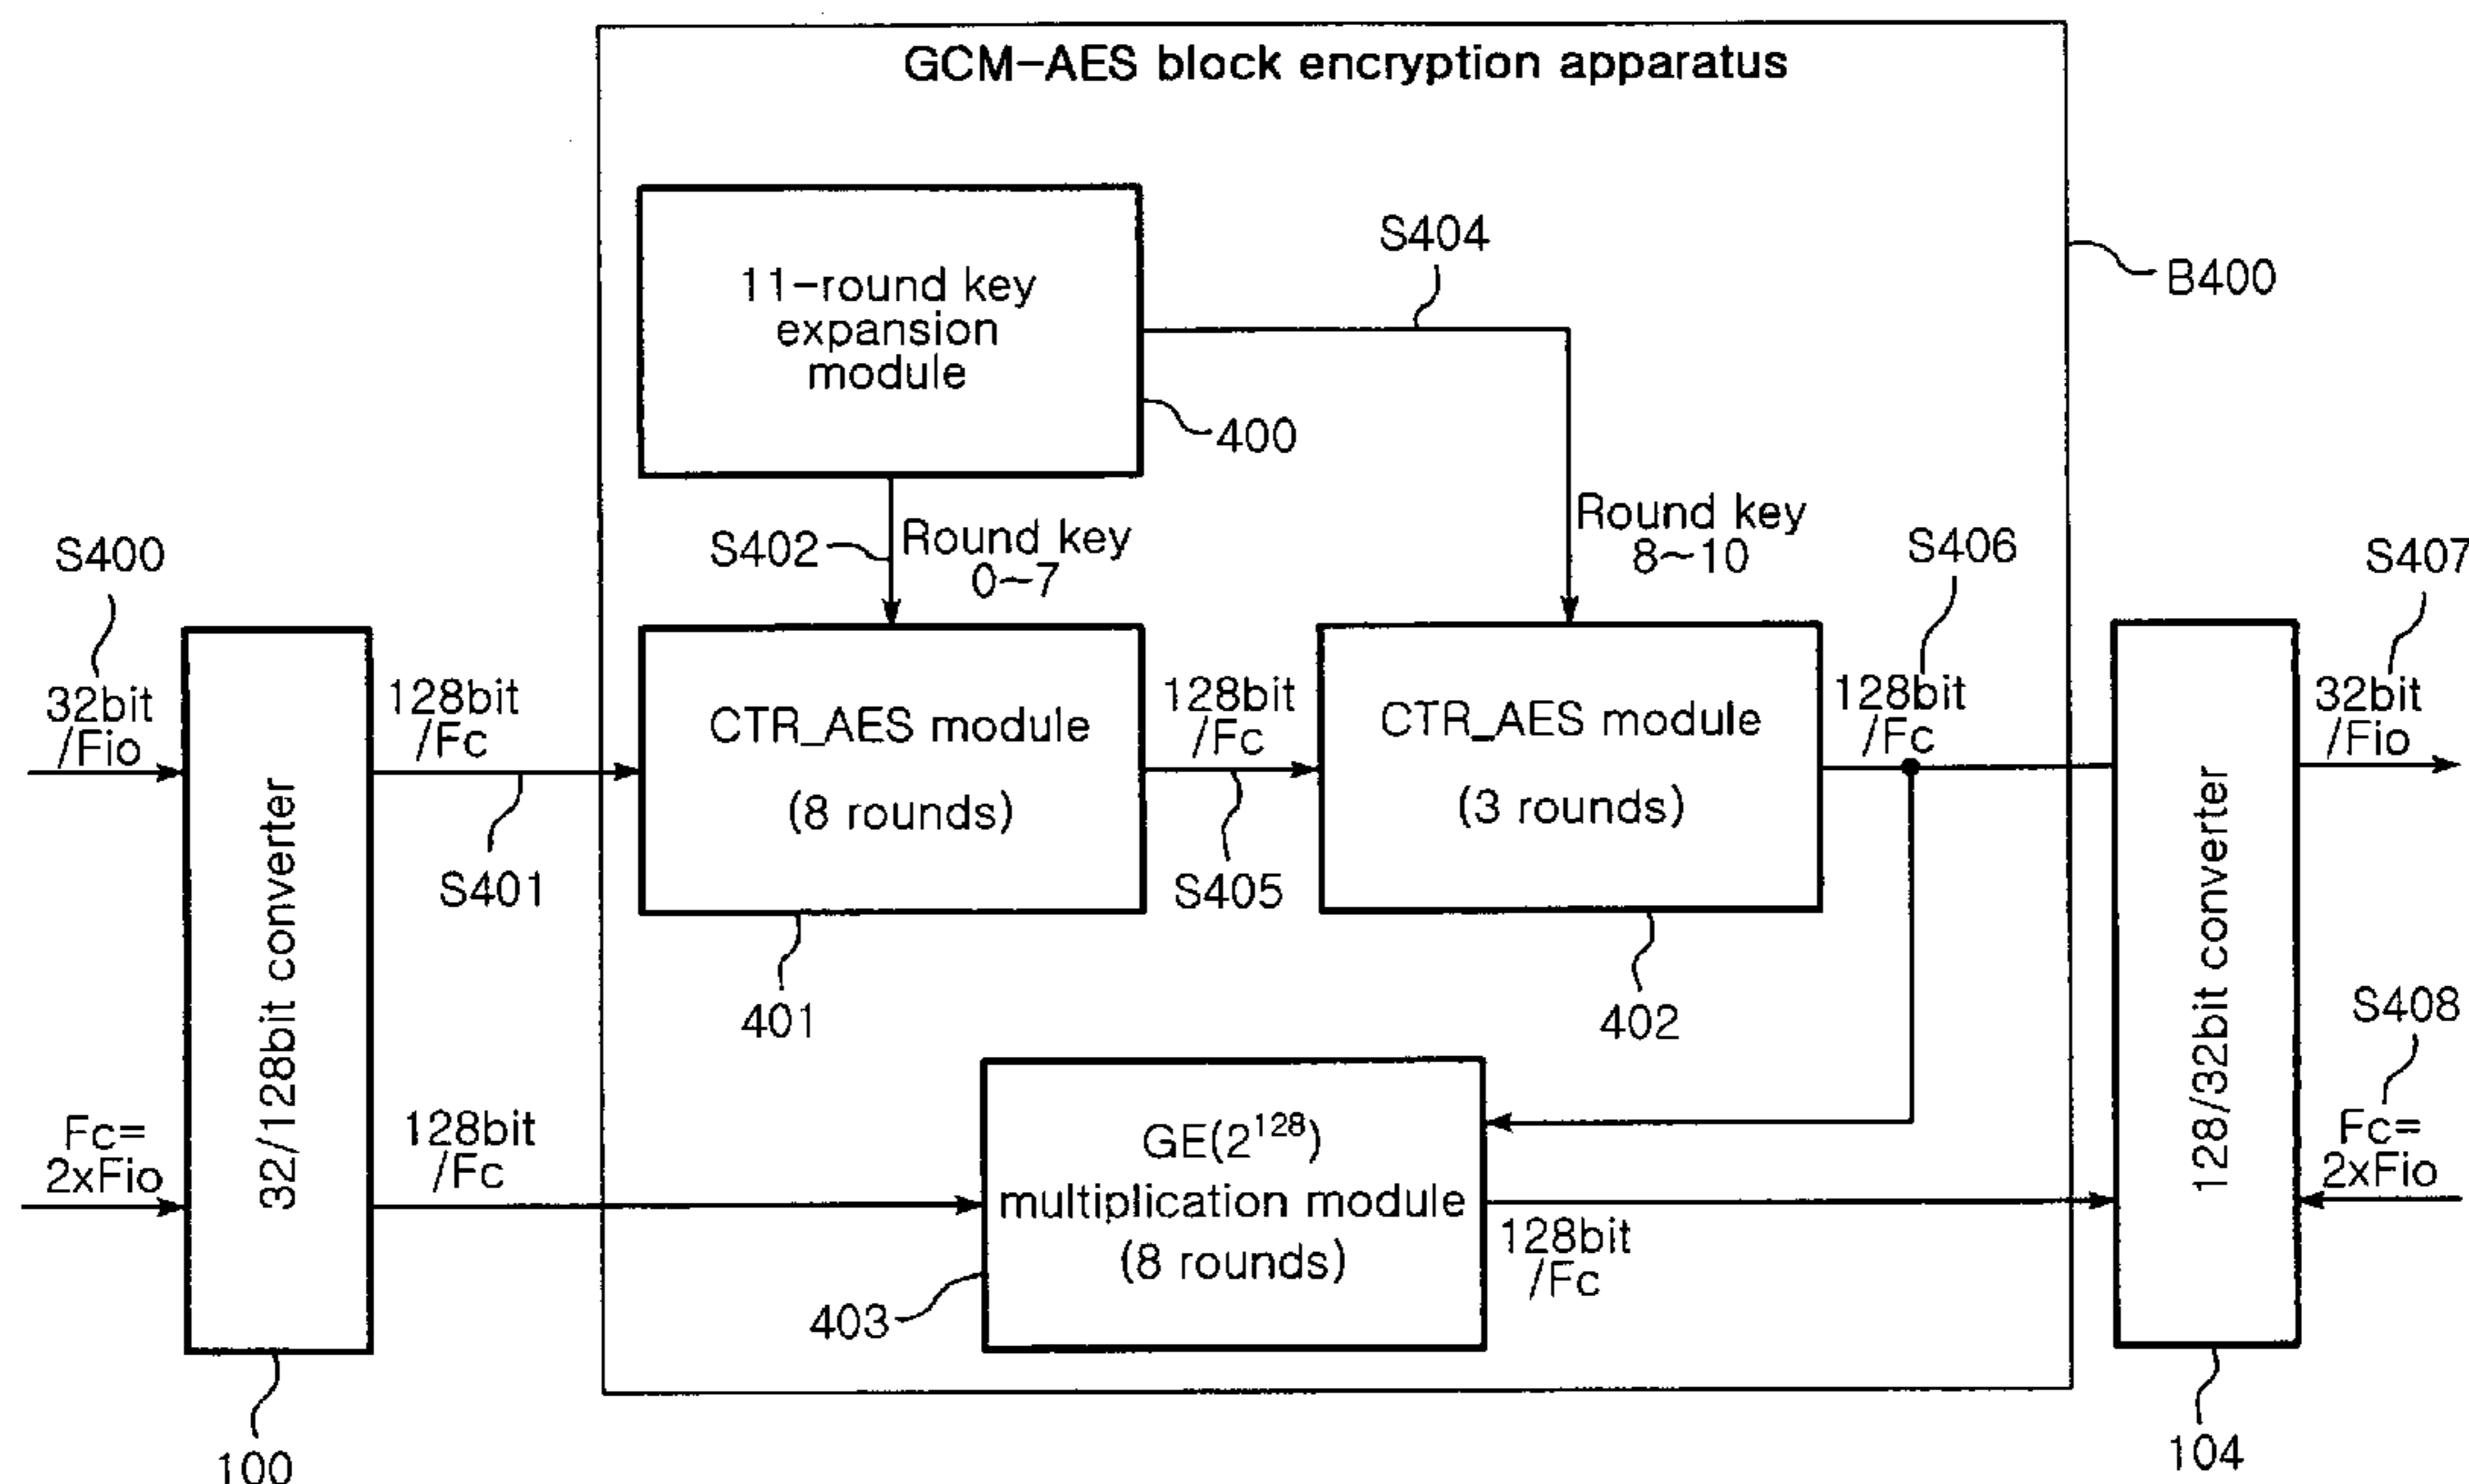 GCM-AES block encryption apparatus
11-round key
expansion
module
400
S404
B400
S402
Round key
0~7
Round key
8~10
S400
32bit
/Fio
128bit
/Fc
S401
CTR_AES module
(8 rounds)
401
128bit
/Fc
S405
CTR_AES module
(3 rounds)
402
S406
128bit
/Fc
S407
32bit
/Fio
32/128bit converter
100
Fc=
2xFio
128bit
/Fc
GE(2¹²⁸)
multiplication module
(8 rounds)
403
128bit
/Fc
128/32bit converter
104
S408
Fc=
2xFio